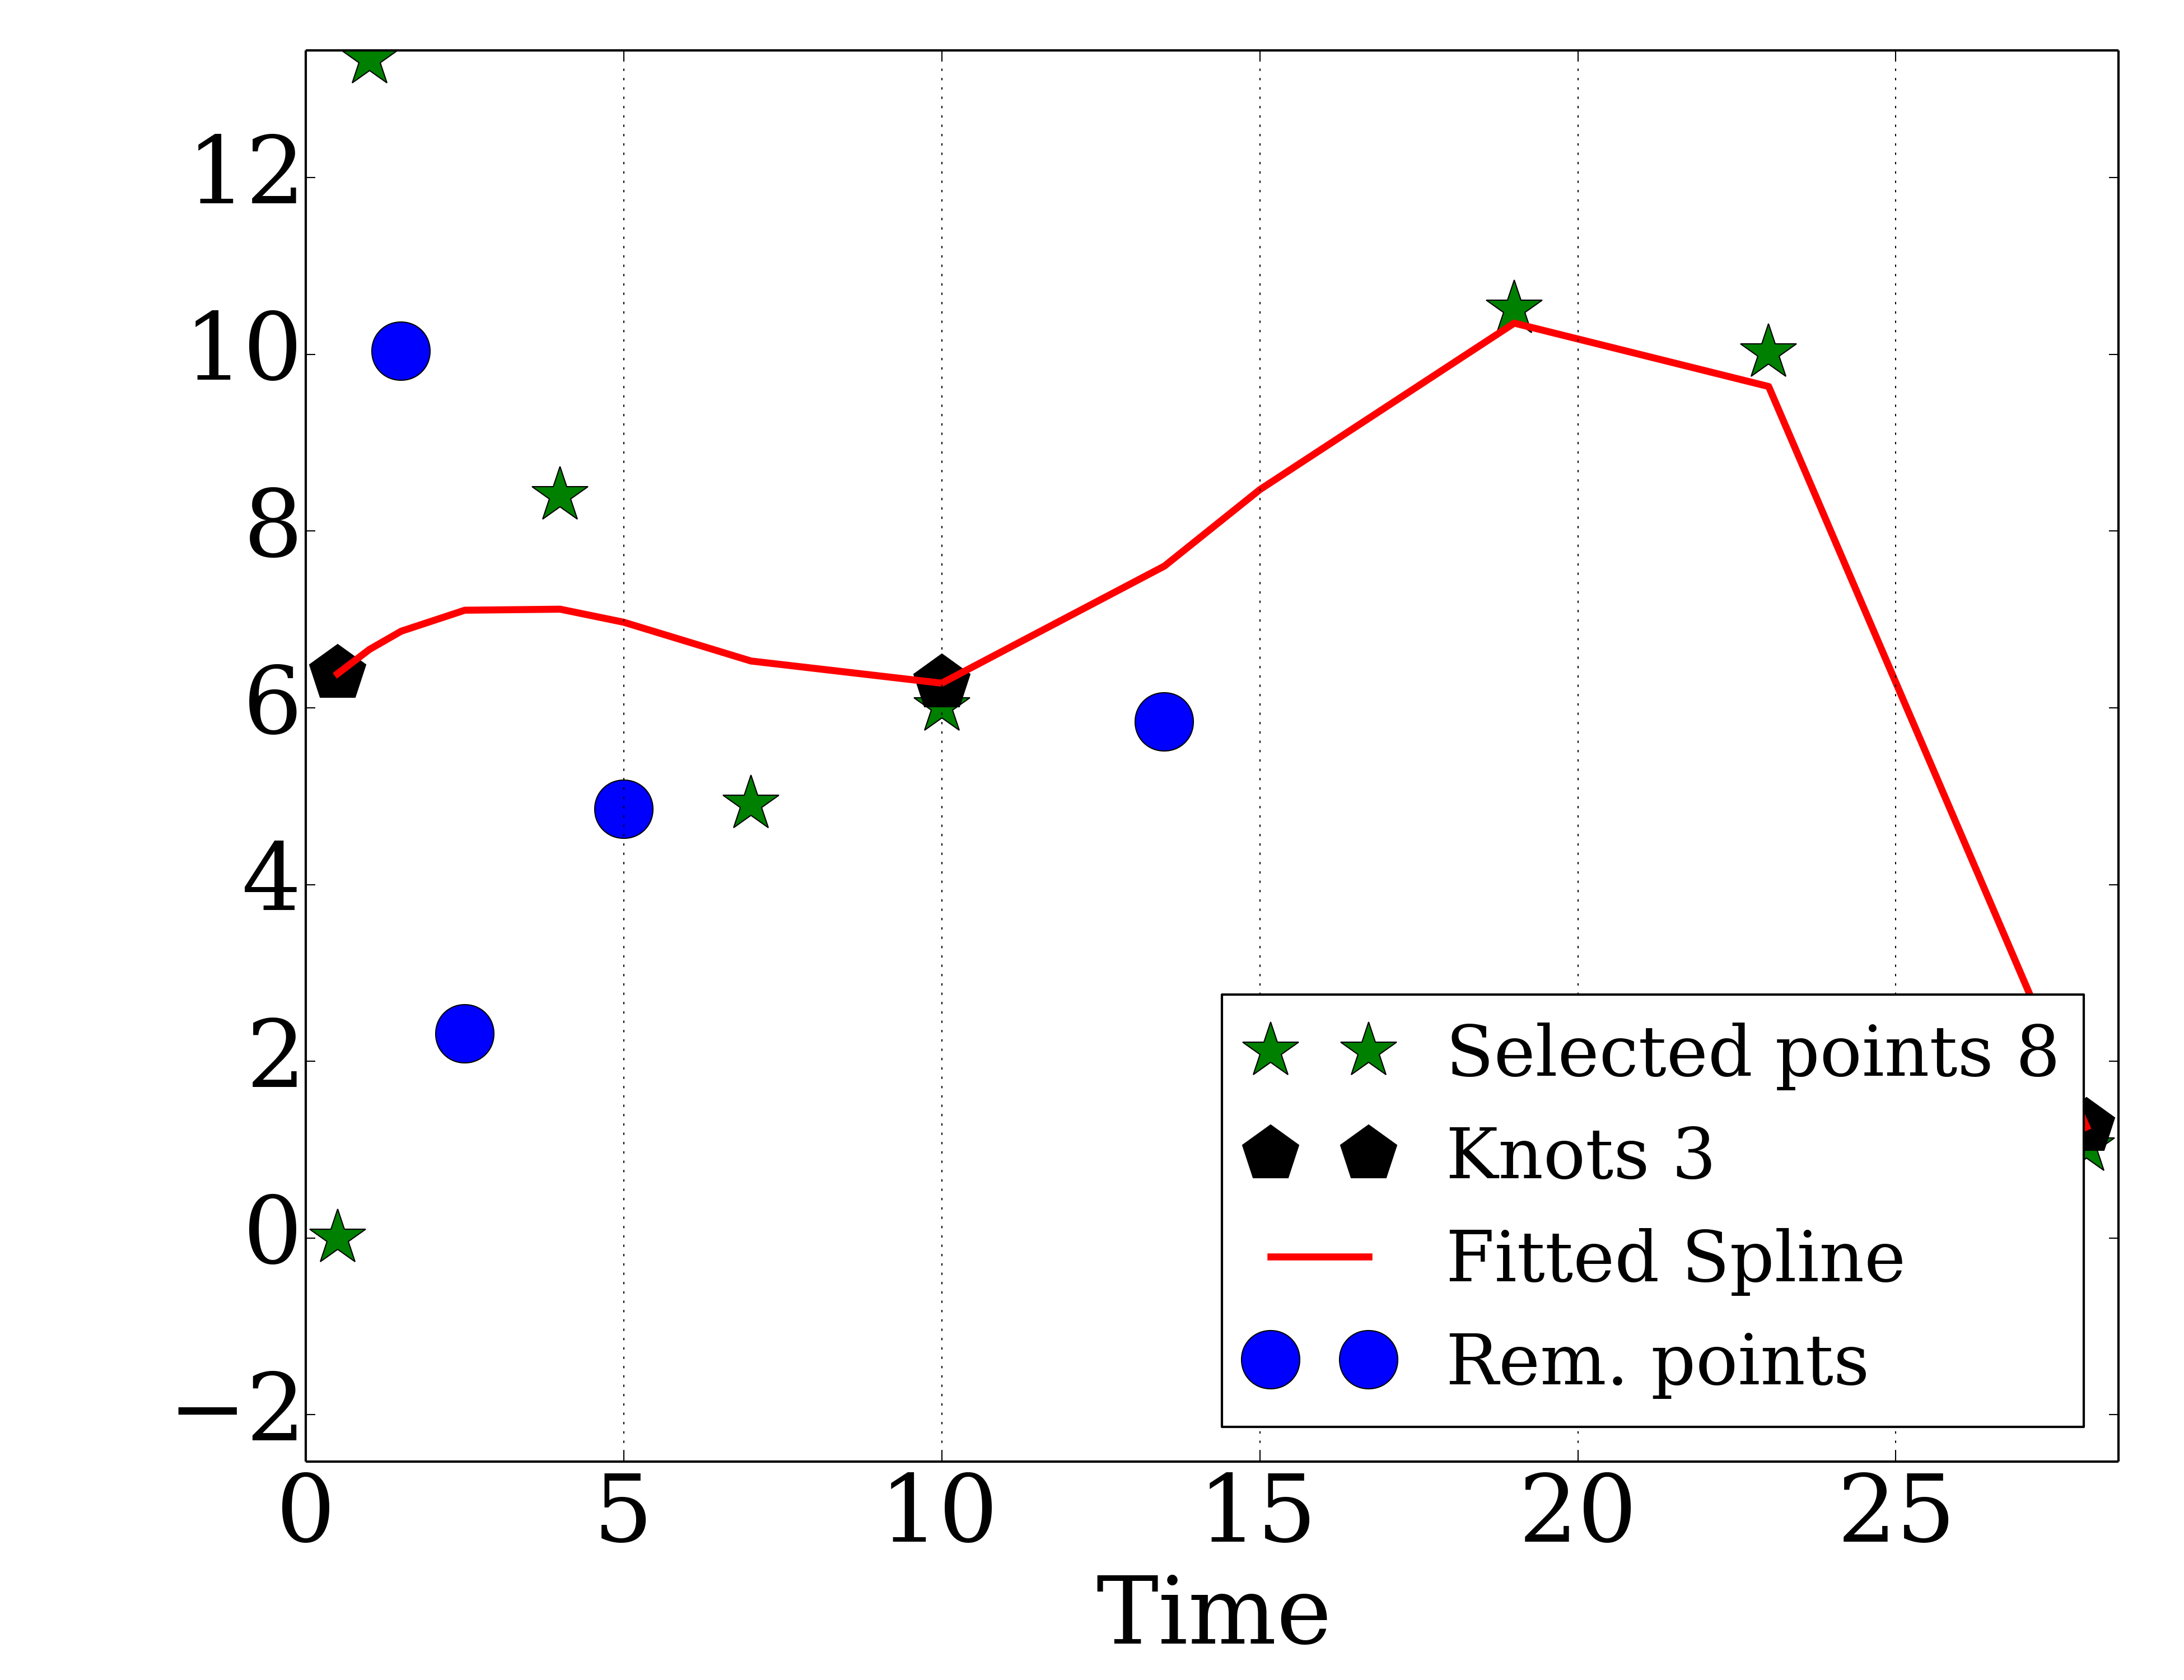 12
10
8
6
4
2
0
−2
0 5 10 15 20 25
Time
Selected points 8
Knots 3
Fitted Spline
Rem. points